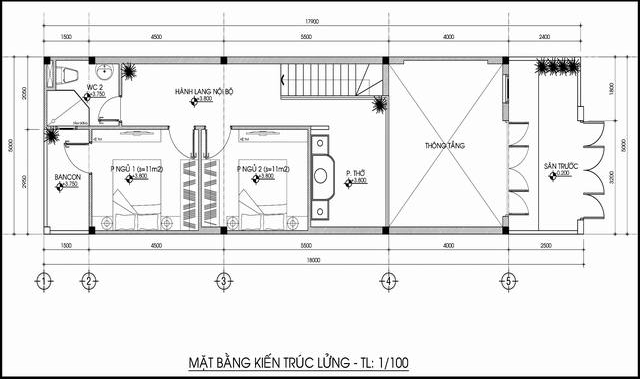 17900
1500 4500 5500 4000 2400
2050
5000
2950
WC 2
+3.750
HÀNH LANG NỘI BỘ
+3.800
THÔNG TẦNG
1800
5000
3200
P NGỦ 1 (s=11m2)
+3.800
P NGỦ 2 (s=11m2)
+3.800
P. THỜ
+3.800
SÂN TRƯỚC
0.200
BANCON
+3.750
1500 4500 5500 4000 2500
18000
1 2 3 4 5
MẶT BẰNG KIẾN TRÚC LỬNG - TL: 1/100